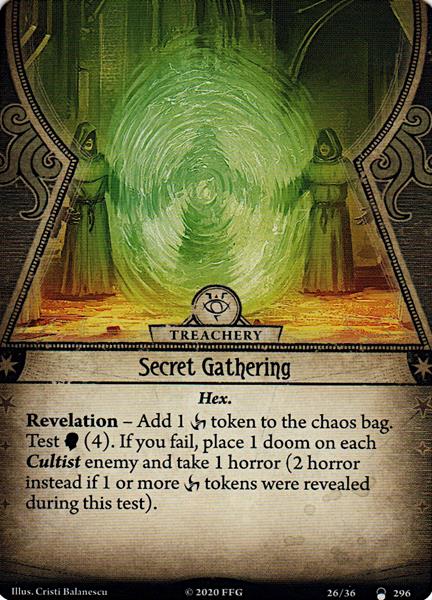 TREACHERY
Secret Gathering
Hex.
Revelation – Add 1 token to the chaos bag.
Test (4). If you fail, place 1 doom on each
Cultist enemy and take 1 horror (2 horror
instead if 1 or more tokens were revealed
during this test).
Illus. Cristi Balanescu © 2020 FFG 26/36 296